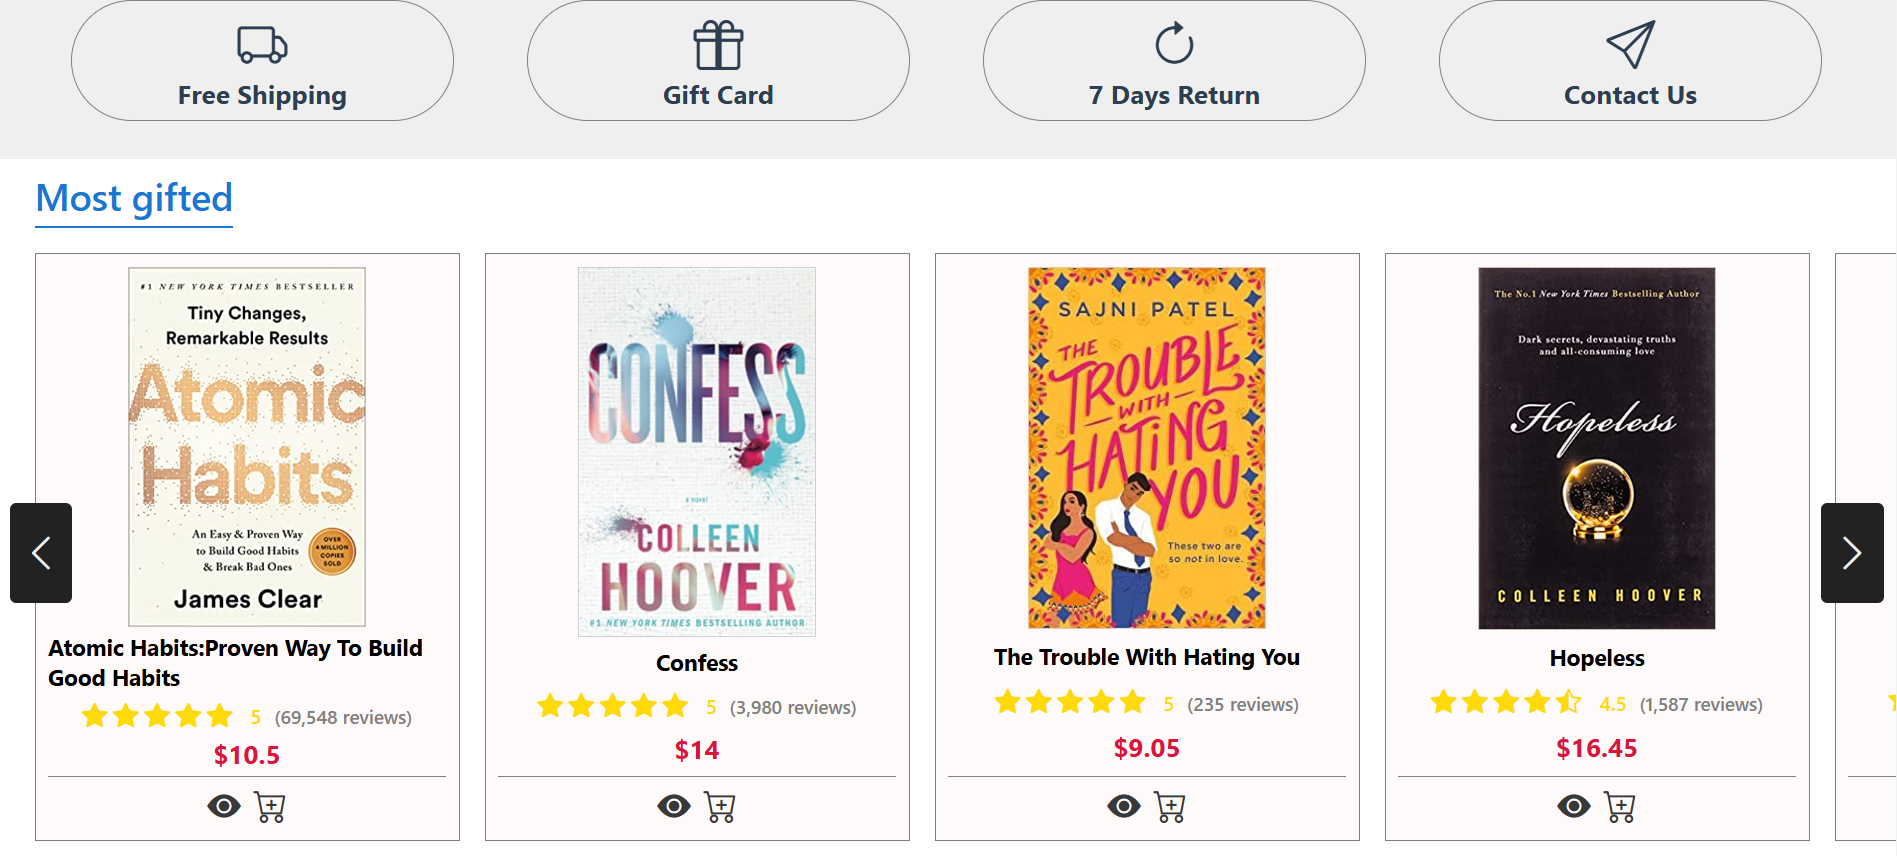 Free Shipping
Gift Card
7 Days Return
Contact Us
Most gifted
#1 NEW YORK TIMES BESTSELLER
Tiny Changes,
Remarkable Results
Atomic
Habits
An Easy & Proven Way
to Build Good Habits
& Break Bad Ones
OVER
4 MILLION
COPIES
SOLD
James Clear
Atomic Habits:Proven Way To Build
Good Habits
5 (69,548 reviews)
$10.5
CONFESS
a novel
COLLEEN
HOOVER
#1 NEW YORK TIMES BESTSELLING AUTHOR
Confess
5 (3,980 reviews)
$14
SAJNI PATEL
THE
TROUBLE
WITH
HATING
YOU
These two are
so not in love.
The Trouble With Hating You
5 (235 reviews)
$9.05
The No.1 New York Times Bestselling Author
Dark secrets, devastating truths
and all-consuming love
Hopeless
COLLEEN HOOVER
Hopeless
4.5 (1,587 reviews)
$16.45